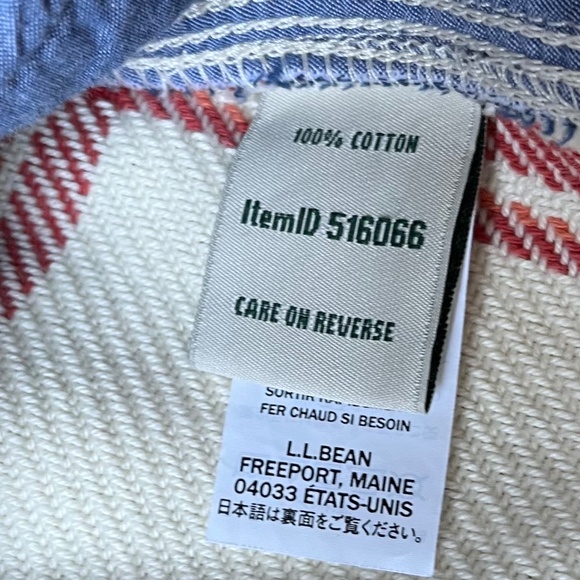 100% COTTON
ItemID 516066
CARE ON REVERSE
FER CHAUD SI BESOIN
L.L.BEAN
FREEPORT, MAINE
04033 ÉTATS-UNIS
日本語は裏面をご覧ください。